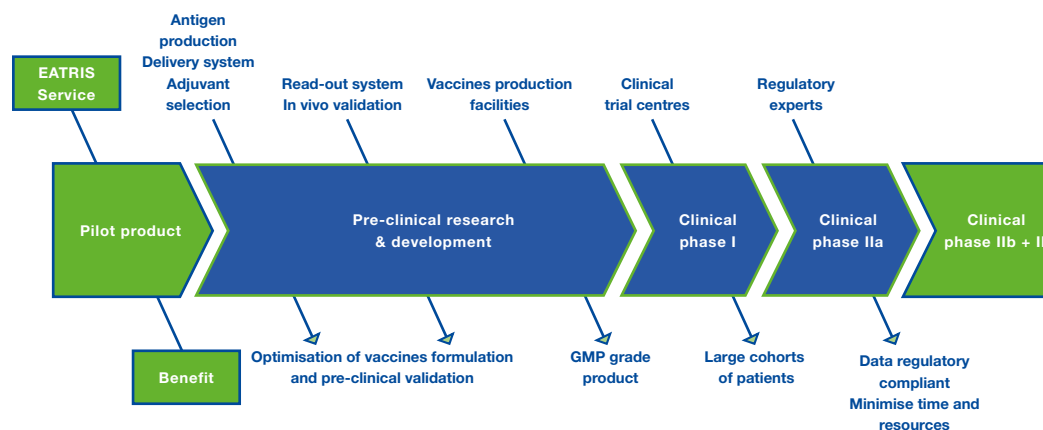 Antigen
production
Delivery system
Adjuvant
selection
EATRIS
Service
Read-out system
In vivo validation
Vaccines production
facilities
Clinical
trial centres
Regulatory
experts
Pilot product
Pre-clinical research
& development
Clinical
phase I
Clinical
phase IIa
Clinical
phase IIb +
Benefit
Optimisation of vaccines formulation
and pre-clinical validation
GMP grade
product
Large cohorts
of patients
Data regulatory
compliant
Minimise time and
resources